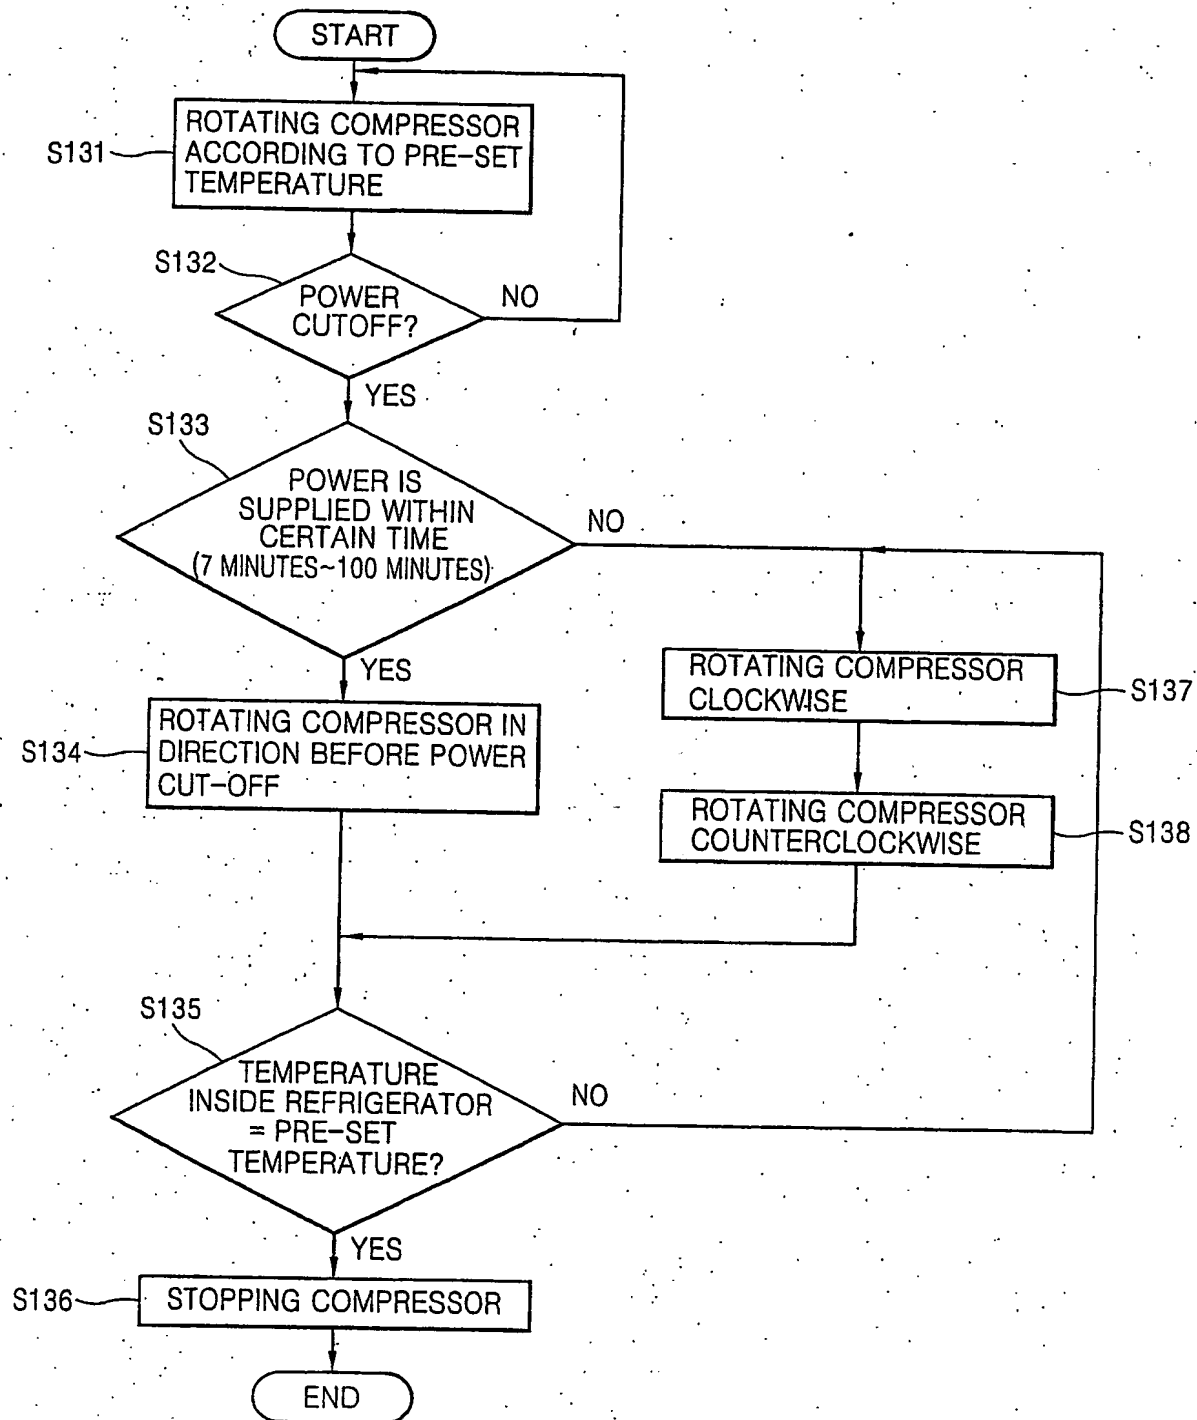 START
ROTATING COMPRESSOR
ACCORDING TO PRE-SET
TEMPERATURE
S131
S132
POWER
CUTOFF?
NO
YES
S133
POWER IS
SUPPLIED WITHIN
CERTAIN TIME
(7 MINUTES~100 MINUTES)
NO
YES
S134
ROTATING COMPRESSOR IN
DIRECTION BEFORE POWER
CUT-OFF
ROTATING COMPRESSOR
CLOCKWISE
S137
ROTATING COMPRESSOR
COUNTERCLOCKWISE
S138
S135
TEMPERATURE
INSIDE REFRIGERATOR
= PRE-SET
TEMPERATURE?
NO
YES
S136
STOPPING COMPRESSOR
END